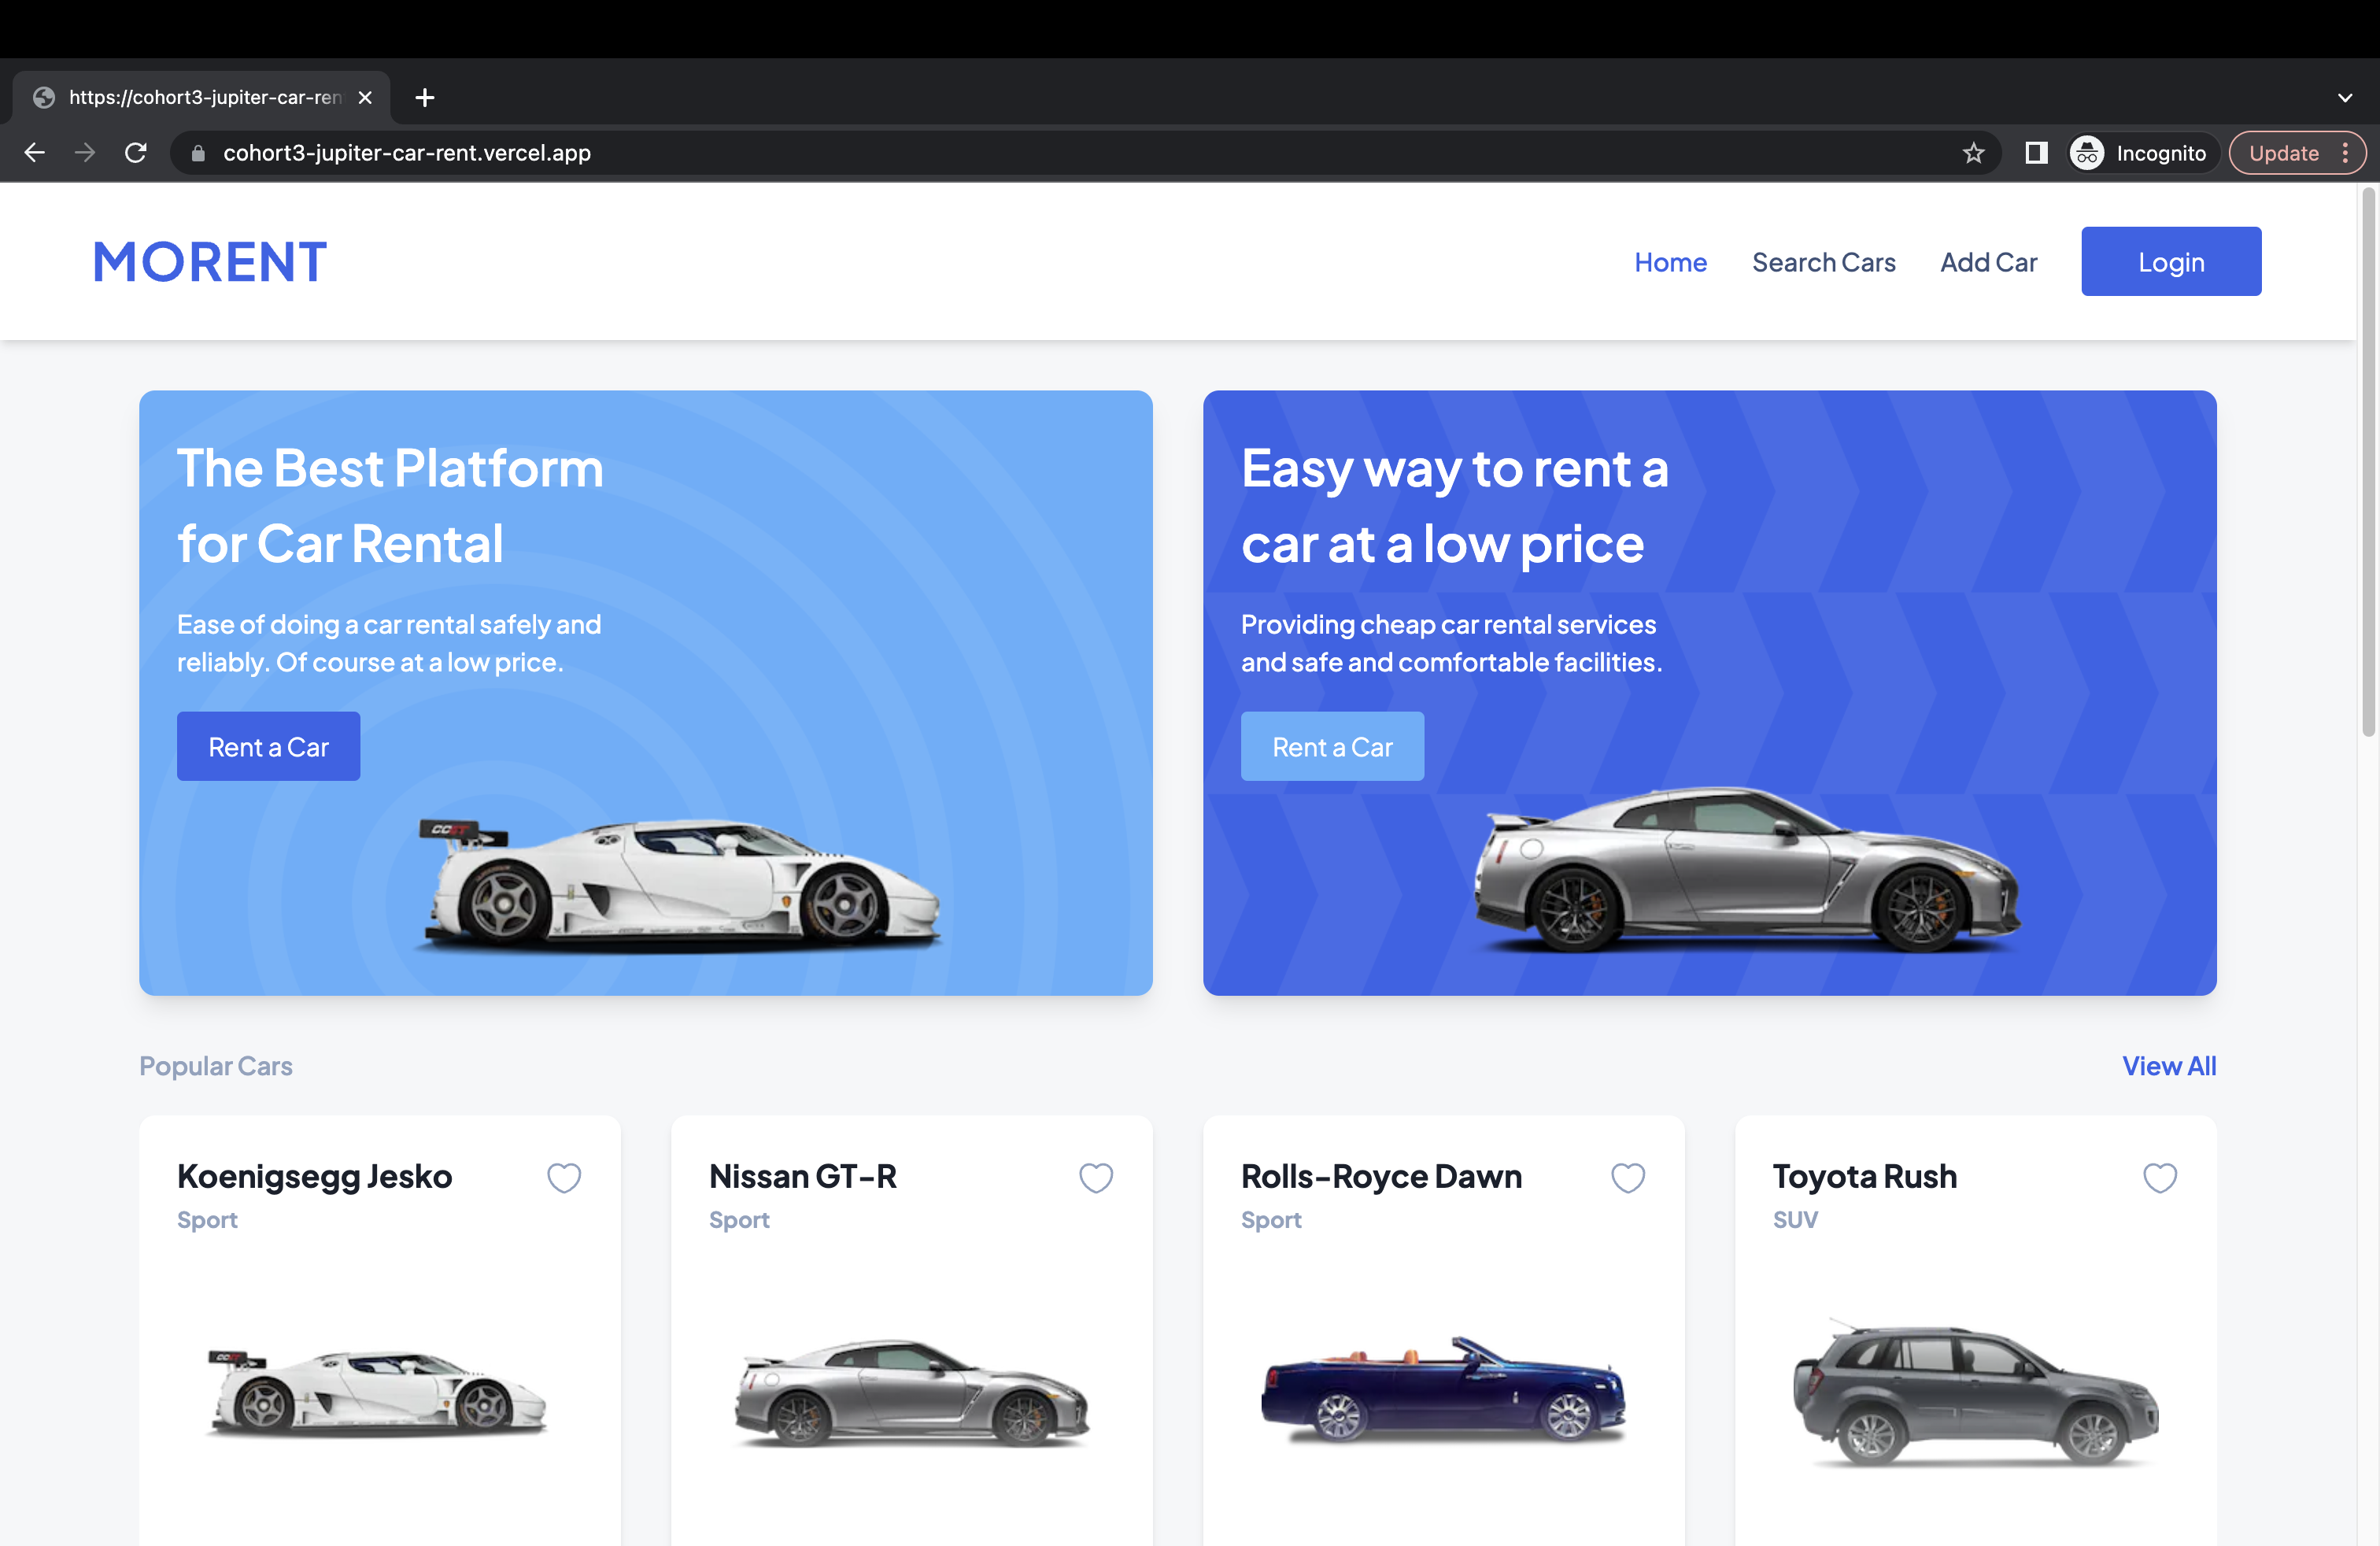 https://cohort3-jupiter-car-ren
cohort3-jupiter-car-rent.vercel.app
Incognito
Update
MORENT
Home
Search Cars
Add Car
Login
The Best Platform
for Car Rental
Ease of doing a car rental safely and
reliably. Of course at a low price.
Rent a Car
Easy way to rent a
car at a low price
Providing cheap car rental services
and safe and comfortable facilities.
Rent a Car
Popular Cars
View All
Koenigsegg Jesko
Sport
Nissan GT-R
Sport
Rolls-Royce Dawn
Sport
Toyota Rush
SUV